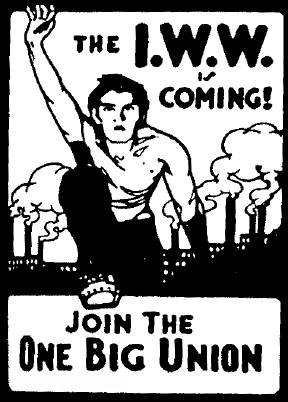 THE I.W.W.
is
COMING!
JOIN THE
ONE BIG UNION